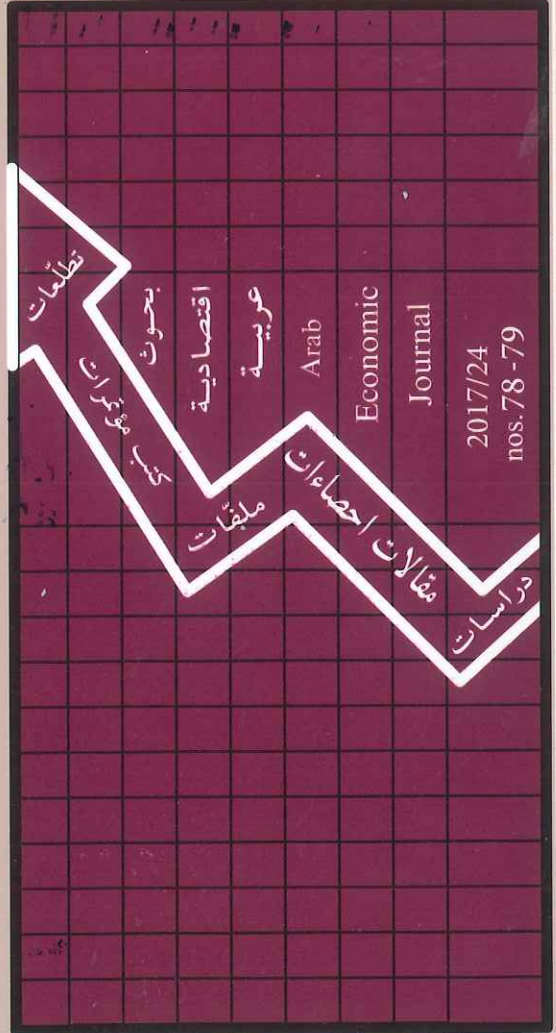 بحوث
اقتصادية
عربية
Arab
Economic
Journal
2017/24
nos.78-79
تطلّعات
كتب مؤتمرات
ملفّات
مقالات احصاءات
دراسات